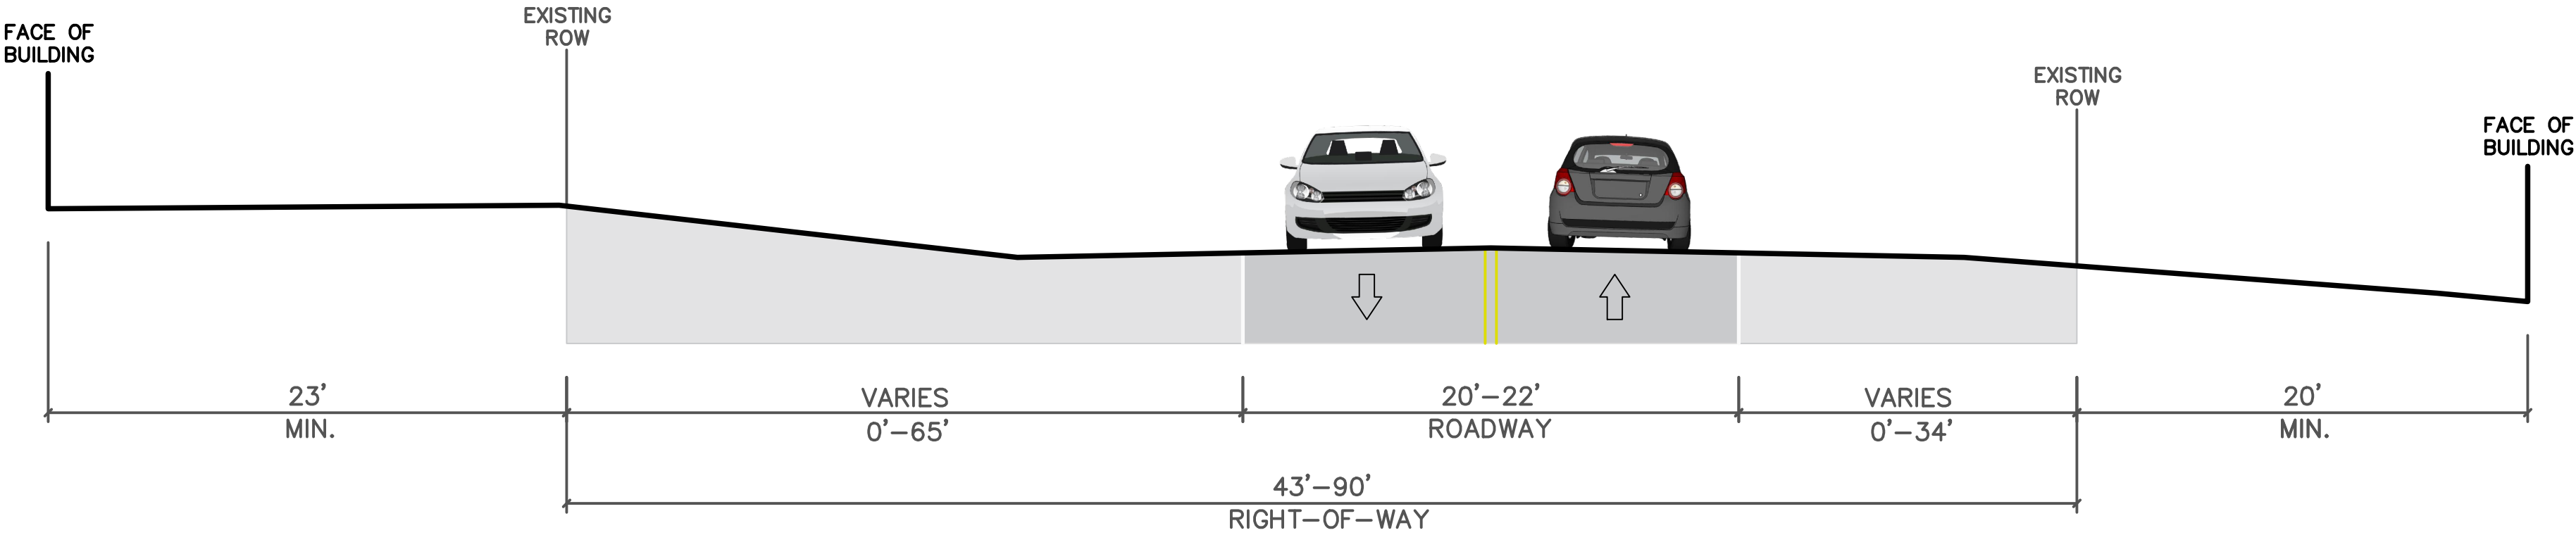 FACE OF
BUILDING
EXISTING
ROW
EXISTING
ROW
FACE OF
BUILDING
23'
MIN.
VARIES
0'-65'
20'-22'
ROADWAY
VARIES
0'-34'
20'
MIN.
43'-90'
RIGHT-OF-WAY